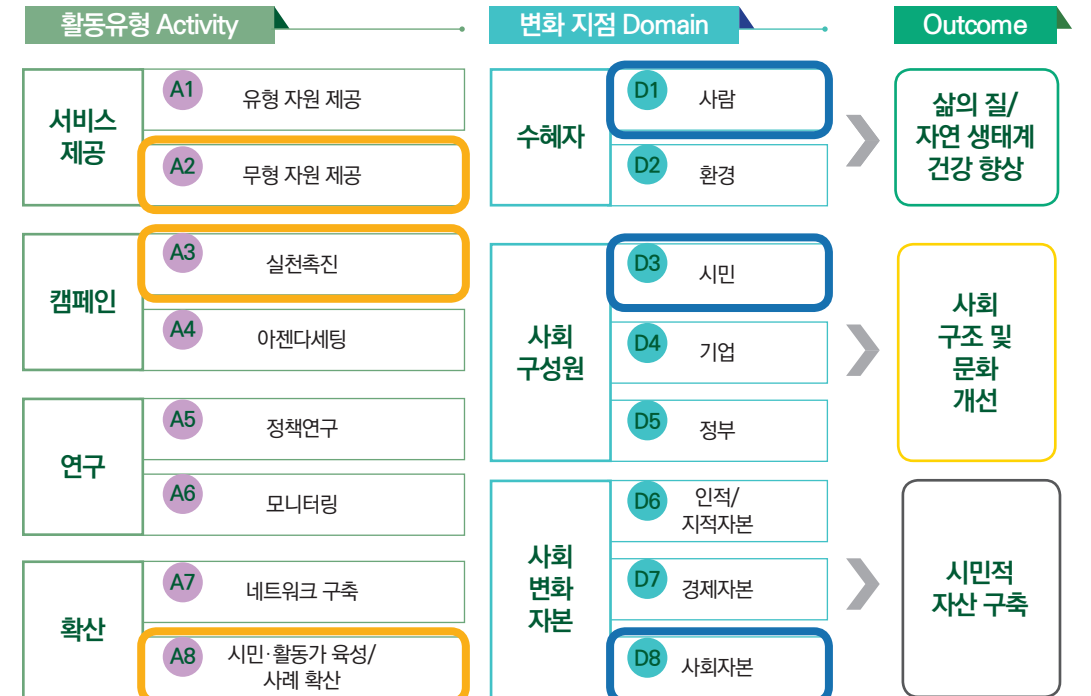 활동유형 Activity
변화 지점 Domain
Outcome
서비스
제공
A1
유형 자원 제공
A2
무형 자원 제공
캠페인
A3
실천촉진
A4
아젠다세팅
연구
A5
정책연구
A6
모니터링
확산
A7
네트워크 구축
A8
시민·활동가 육성/
사례 확산
수혜자
D1
사람
D2
환경
사회
구성원
D3
시민
D4
기업
D5
정부
사회
변화
자본
D6
인적/
지적자본
D7
경제자본
D8
사회자본
삶의 질/
자연 생태계
건강 향상
사회
구조 및
문화
개선
시민적
자산 구축